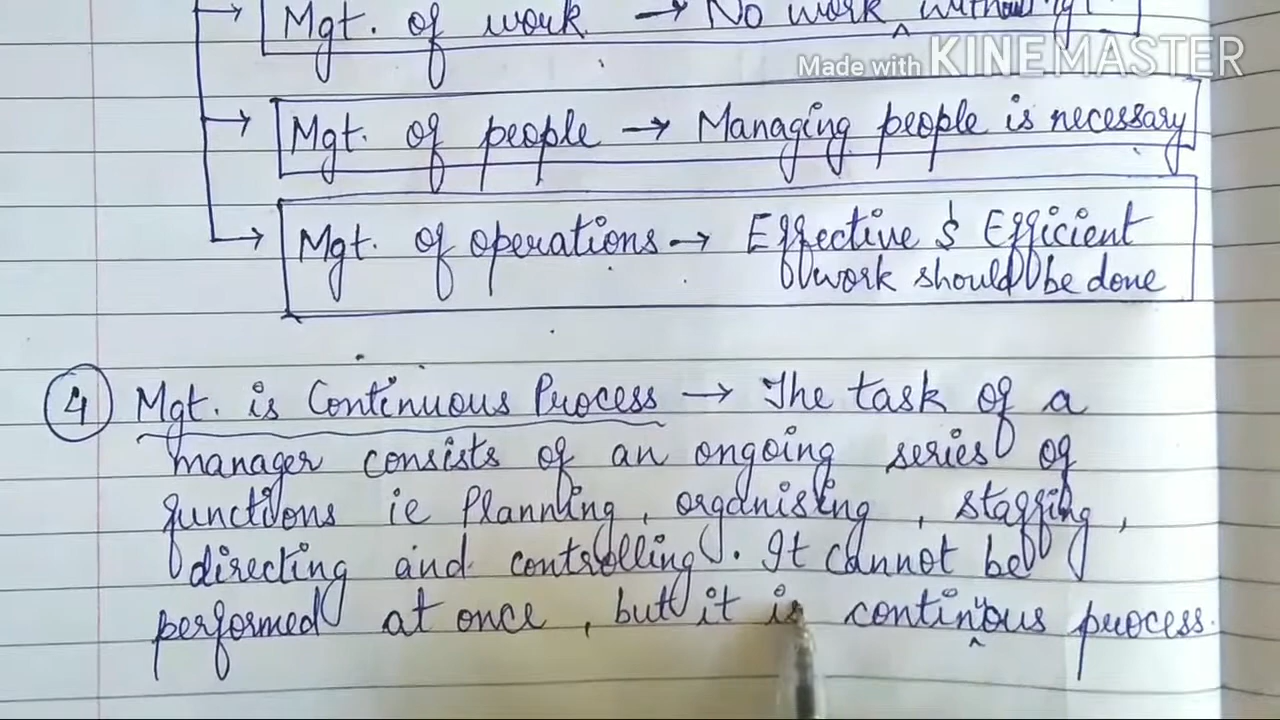 Mgt. of work → No work without
Made with KINEMASTER
Mgt. of people → Managing people is necessary
Mgt. of operations → Effective & Efficient
work should be done
4 Mgt. is Continuous Process → The task of a
manager consists of an ongoing series of
functions ie Planning, organising, staffing,
directing and controlling. It cannot be
performed at once, but it is continuous process.